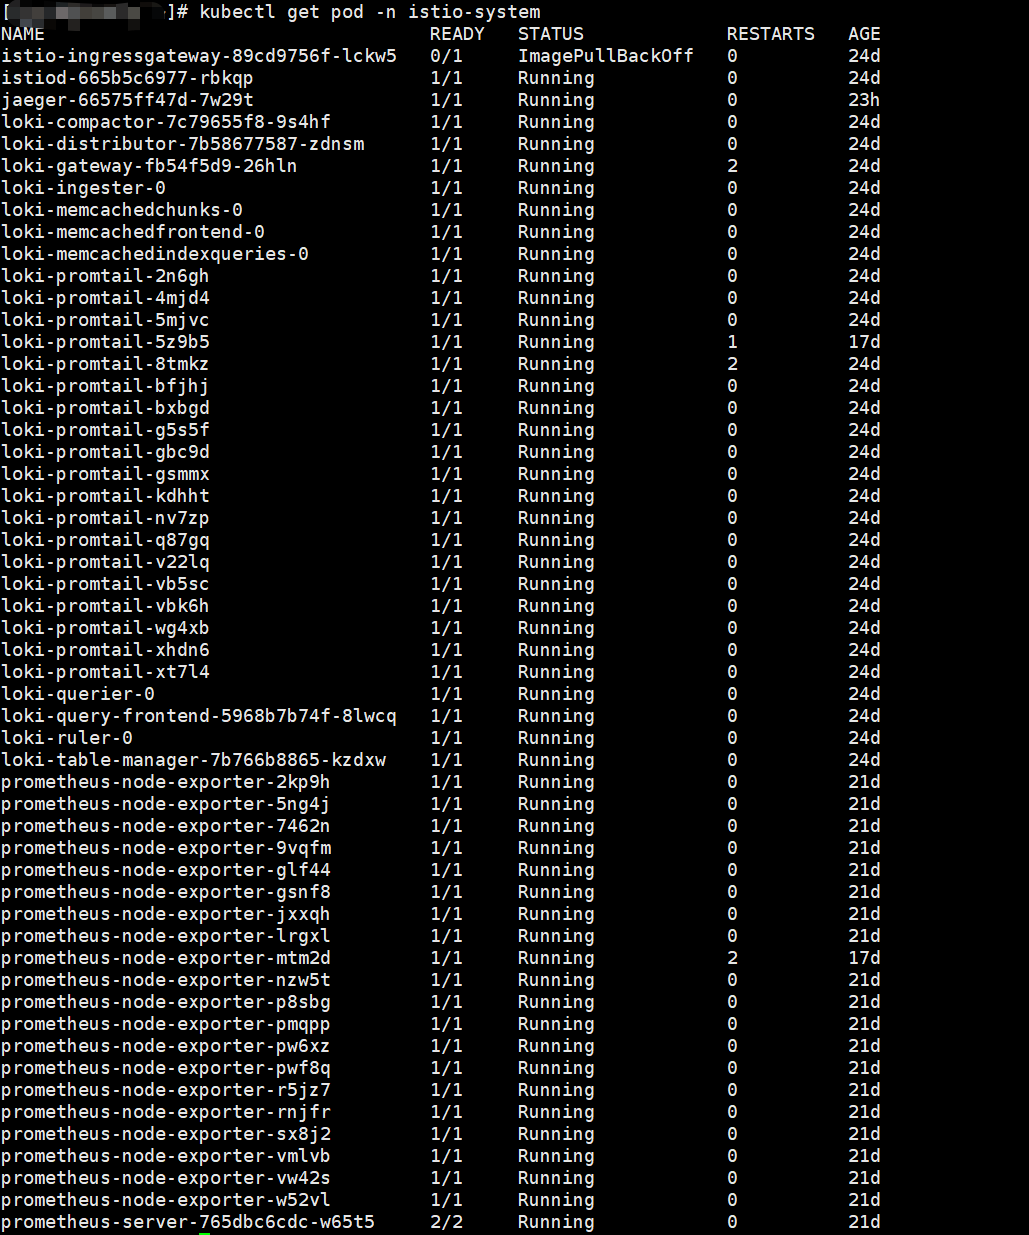 [ ]# kubectl get pod -n istio-system
NAME READY STATUS RESTARTS AGE
istio-ingressgateway-89cd9756f-lckw5 0/1 ImagePullBackOff 0 24d
istiod-665b5c6977-rbkqp 1/1 Running 0 24d
jaeger-66575ff47d-7w29t 1/1 Running 0 23h
loki-compactor-7c79655f8-9s4hf 1/1 Running 0 24d
loki-distributor-7b58677587-zdnsm 1/1 Running 0 24d
loki-gateway-fb54f5d9-26hln 1/1 Running 2 24d
loki-ingester-0 1/1 Running 0 24d
loki-memcachedchunks-0 1/1 Running 0 24d
loki-memcachedfrontend-0 1/1 Running 0 24d
loki-memcachedindexqueries-0 1/1 Running 0 24d
loki-promtail-2n6gh 1/1 Running 0 24d
loki-promtail-4mjd4 1/1 Running 0 24d
loki-promtail-5mjvc 1/1 Running 0 24d
loki-promtail-5z9b5 1/1 Running 1 17d
loki-promtail-8tmkz 1/1 Running 2 24d
loki-promtail-bfjhj 1/1 Running 0 24d
loki-promtail-bxbgd 1/1 Running 0 24d
loki-promtail-g5s5f 1/1 Running 0 24d
loki-promtail-gbc9d 1/1 Running 0 24d
loki-promtail-gsmmx 1/1 Running 0 24d
loki-promtail-kdhht 1/1 Running 0 24d
loki-promtail-nv7zp 1/1 Running 0 24d
loki-promtail-q87gq 1/1 Running 0 24d
loki-promtail-v22lq 1/1 Running 0 24d
loki-promtail-vb5sc 1/1 Running 0 24d
loki-promtail-vbk6h 1/1 Running 0 24d
loki-promtail-wg4xb 1/1 Running 0 24d
loki-promtail-xhdn6 1/1 Running 0 24d
loki-promtail-xt7l4 1/1 Running 0 24d
loki-querier-0 1/1 Running 0 24d
loki-query-frontend-5968b7b74f-8lwcq 1/1 Running 0 24d
loki-ruler-0 1/1 Running 0 24d
loki-table-manager-7b766b8865-kzdxw 1/1 Running 0 24d
prometheus-node-exporter-2kp9h 1/1 Running 0 21d
prometheus-node-exporter-5ng4j 1/1 Running 0 21d
prometheus-node-exporter-7462n 1/1 Running 0 21d
prometheus-node-exporter-9vqfm 1/1 Running 0 21d
prometheus-node-exporter-glf44 1/1 Running 0 21d
prometheus-node-exporter-gsnf8 1/1 Running 0 21d
prometheus-node-exporter-jxxqh 1/1 Running 0 21d
prometheus-node-exporter-lrgxl 1/1 Running 0 21d
prometheus-node-exporter-mtm2d 1/1 Running 2 17d
prometheus-node-exporter-nzw5t 1/1 Running 0 21d
prometheus-node-exporter-p8sbg 1/1 Running 0 21d
prometheus-node-exporter-pmqpp 1/1 Running 0 21d
prometheus-node-exporter-pw6xz 1/1 Running 0 21d
prometheus-node-exporter-pwf8q 1/1 Running 0 21d
prometheus-node-exporter-r5jz7 1/1 Running 0 21d
prometheus-node-exporter-rnjfr 1/1 Running 0 21d
prometheus-node-exporter-sx8j2 1/1 Running 0 21d
prometheus-node-exporter-vmlvb 1/1 Running 0 21d
prometheus-node-exporter-vw42s 1/1 Running 0 21d
prometheus-node-exporter-w52vl 1/1 Running 0 21d
prometheus-server-765dbc6cdc-w65t5 2/2 Running 0 21d